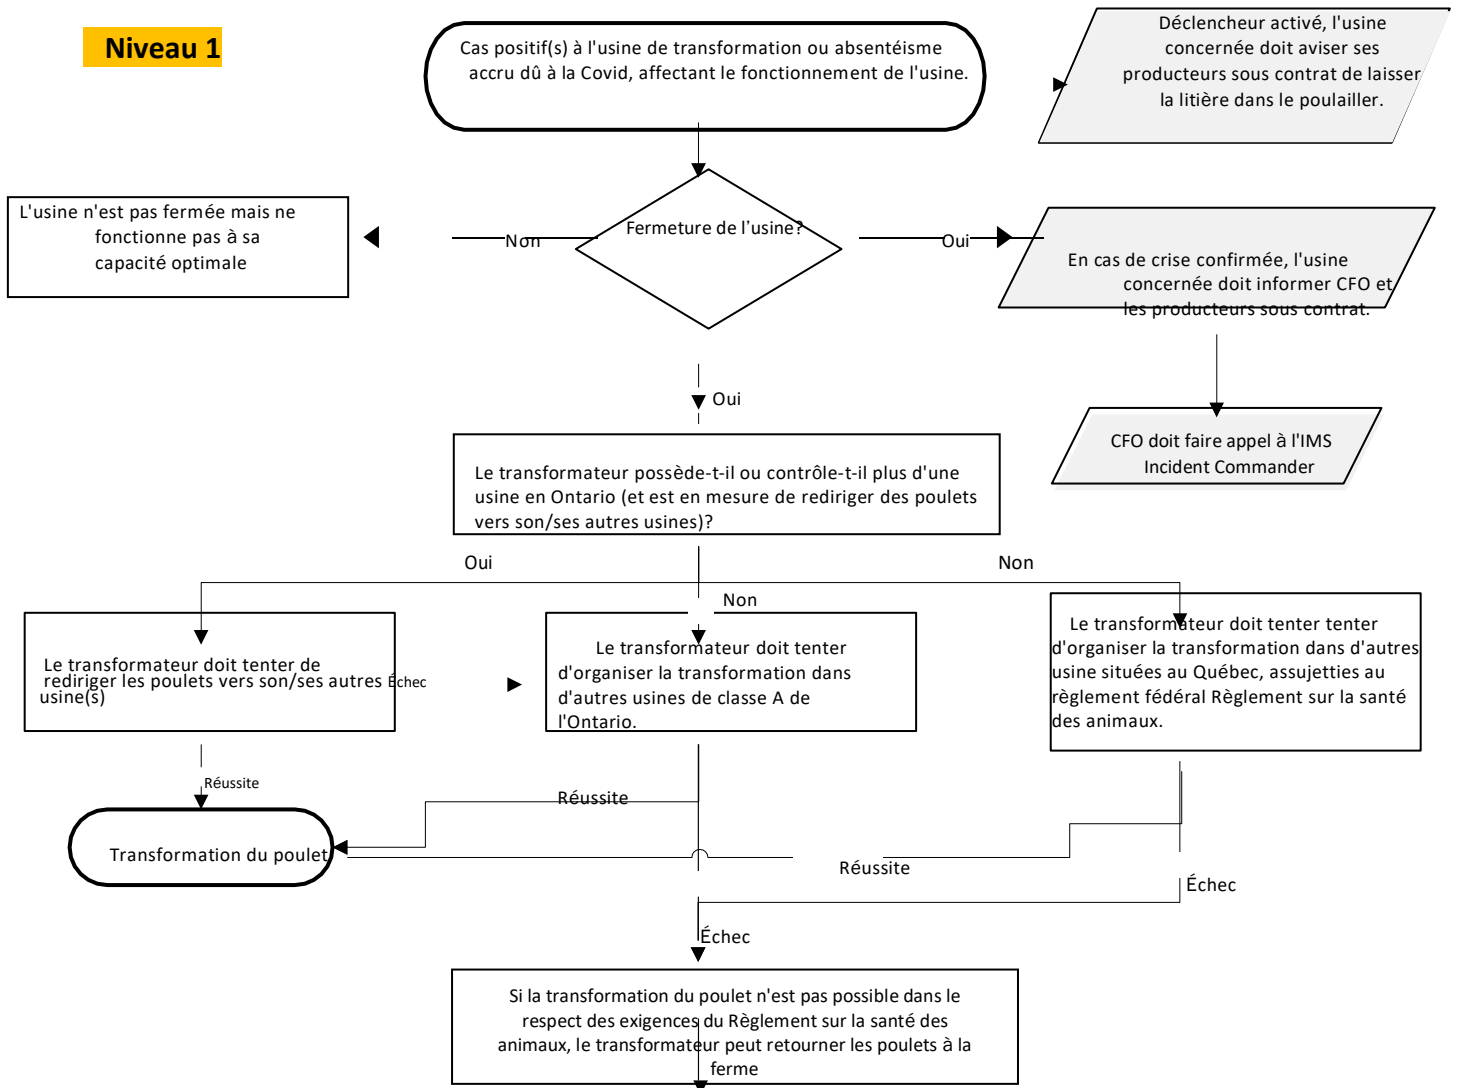 Niveau 1
Cas positif(s) à l'usine de transformation ou absentéisme
accru dû à la Covid, affectant le fonctionnement de l'usine.
Déclencheur activé, l'usine
concernée doit aviser ses
producteurs sous contrat de laisser
la litière dans le poulailler.
L'usine n'est pas fermée mais ne
fonctionne pas à sa
capacité optimale
Non
Fermeture de l'usine?
Oui
En cas de crise confirmée, l'usine
concernée doit informer CFO et
les producteurs sous contrat.
Oui
CFO doit faire appel à l'IMS
Incident Commander
Le transformateur possède-t-il ou contrôle-t-il plus d'une
usine en Ontario (et est en mesure de rediriger des poulets
vers son/ses autres usines)?
Oui
Non
Non
Le transformateur doit tenter de
rediriger les poulets vers son/ses autres
usine(s)
Échec
Le transformateur doit tenter
d'organiser la transformation dans
d'autres usines de classe A de
l'Ontario.
Le transformateur doit tenter tenter
d'organiser la transformation dans d'autres
usine situées au Québec, assujetties au
règlement fédéral Règlement sur la santé
des animaux.
Réussite
Réussite
Transformation du poulet
Réussite
Échec
Échec
Si la transformation du poulet n'est pas possible dans le
respect des exigences du Règlement sur la santé des
animaux, le transformateur peut retourner les poulets à la
ferme